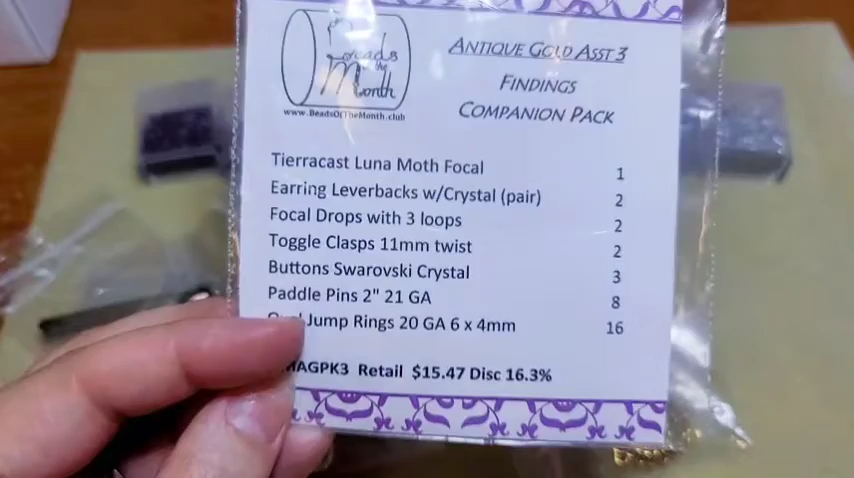 Beads
of the
Month
www.BeadsOfTheMonth.club
ANTIQUE GOLD ASST 3
FINDINGS
COMPANION PACK
Tierracast Luna Moth Focal 1
Earring Leverbacks w/Crystal (pair) 2
Focal Drops with 3 loops 2
Toggle Clasps 11mm twist 2
Buttons Swarovski Crystal 3
Paddle Pins 2" 21 GA 8
Jump Rings 20 GA 6 x 4mm 16
MAGPK3 Retail $15.47 Disc 16.3%